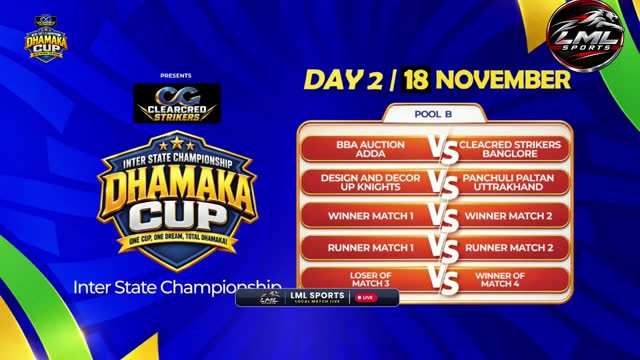 DHAMAKA
CUP
LML
SPORTS
PRESENTS
CLEARCRED
STRIKERS
INTER STATE CHAMPIONSHIP
DHAMAKA
CUP
ONE CUP, ONE DREAM, TOTAL DHAMAKA!
Inter State Championship
DAY 2 / 18 NOVEMBER
POOL B
BBA AUCTION ADDA VS CLEACRED STRIKERS BANGLORE
DESIGN AND DECOR UP KNIGHTS VS PANCHULI PALTAN UTTRAKHAND
WINNER MATCH 1 VS WINNER MATCH 2
RUNNER MATCH 1 VS RUNNER MATCH 2
LOSER OF MATCH 3 VS WINNER OF MATCH 4
LML LML SPORTS LIVE
LOCAL MATCH LIVE